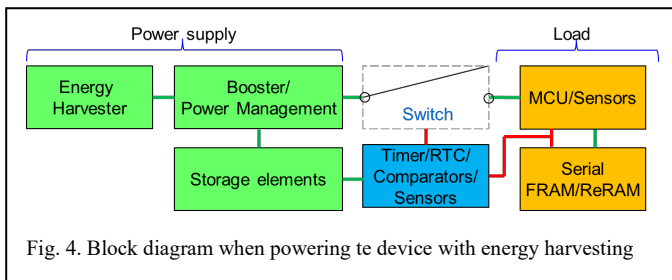 Power supply
Load
Energy
Harvester
Booster/
Power Management
Switch
MCU/Sensors
Storage elements
Timer/RTC/
Comparators/
Sensors
Serial
FRAM/ReRAM
Fig. 4. Block diagram when powering te device with energy harvesting